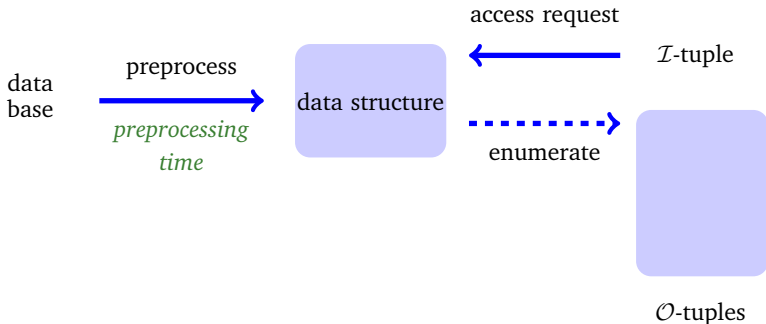 access request
data
base
preprocess
preprocessing
time
data structure
ℐ-tuple
enumerate
𝒪-tuples